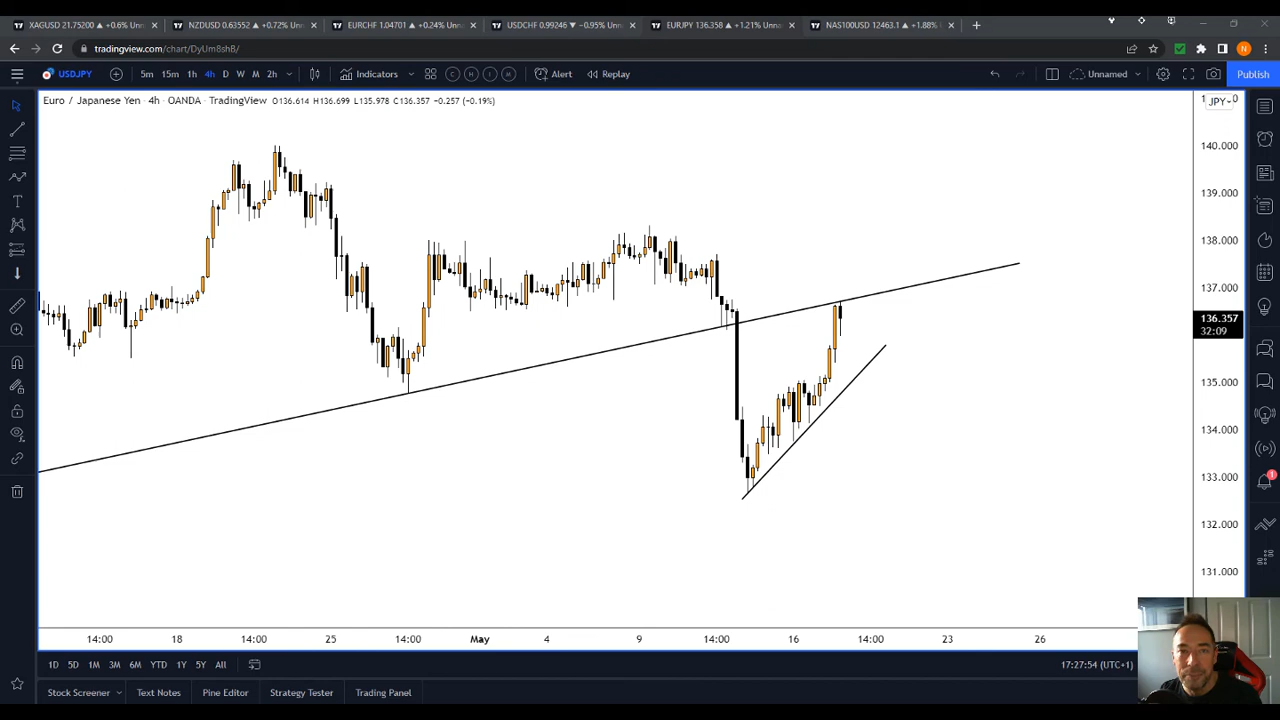 XAGUSD 21.75200 ▲ +0.6% Unna
NZDUSD 0.63552 ▲ +0.72% Unn
EURCHF 1.04701 ▲ +0.24% Unn
USDCHF 0.99246 ▼ −0.95% Unn
EURJPY 136.358 ▲ +1.21% Unna
NAS100USD 12463.1 ▲ +1.88%
tradingview.com/chart/DyUm8shB/
N
USDJPY 5m 15m 1h 4h D W M 2h Indicators C H I M Alert Replay Unnamed Publish
Euro / Japanese Yen · 4h · OANDA · TradingView O136.614 H136.699 L135.978 C136.357 −0.257 (−0.19%)
JPY
140.000
139.000
138.000
137.000
136.357
32:09
135.000
134.000
133.000
132.000
131.000
1
14:00 18 14:00 25 14:00 May 4 9 14:00 16 14:00 23 26
1D 5D 1M 3M 6M YTD 1Y 5Y All 17:27:54 (UTC+1)
Stock Screener Text Notes Pine Editor Strategy Tester Trading Panel